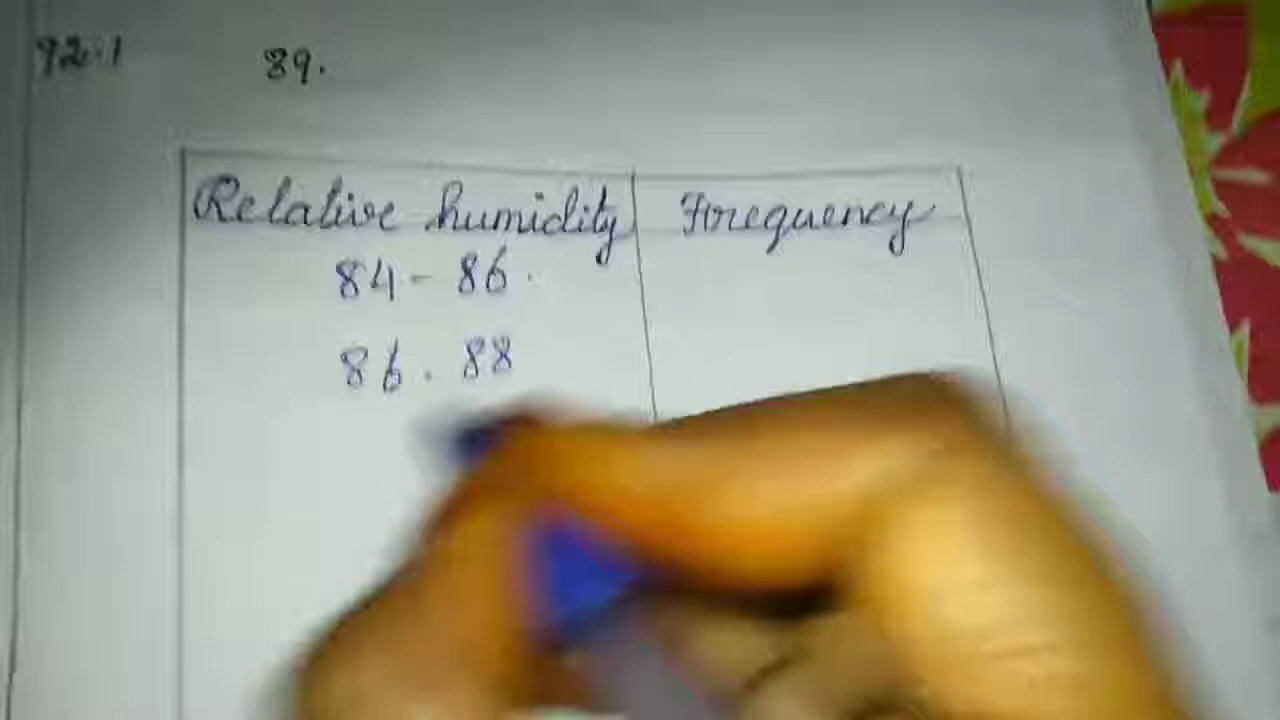 92.1 89.
Relative humidity Frequency
84 - 86.
86. 88